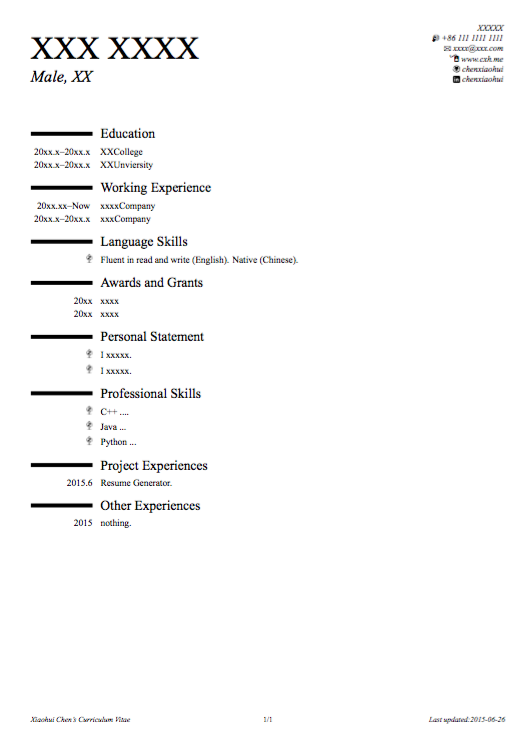 XXX XXXX
Male, XX
XXXXX
+86 111 1111 1111
xxxx@xxx.com
www.cxh.me
chenxiaohui
chenxiaohui
Education
20xx.x–20xx.x XXCollege
20xx.x–20xx.x XXUnviersity
Working Experience
20xx.xx–Now xxxxCompany
20xx.x–20xx.x xxxCompany
Language Skills
Fluent in read and write (English). Native (Chinese).
Awards and Grants
20xx xxxx
20xx xxxx
Personal Statement
I xxxxx.
I xxxxx.
Professional Skills
C++ ....
Java ...
Python ...
Project Experiences
2015.6 Resume Generator.
Other Experiences
2015 nothing.
Xiaohui Chen's Curriculum Vitae 1/1 Last updated:2015-06-26